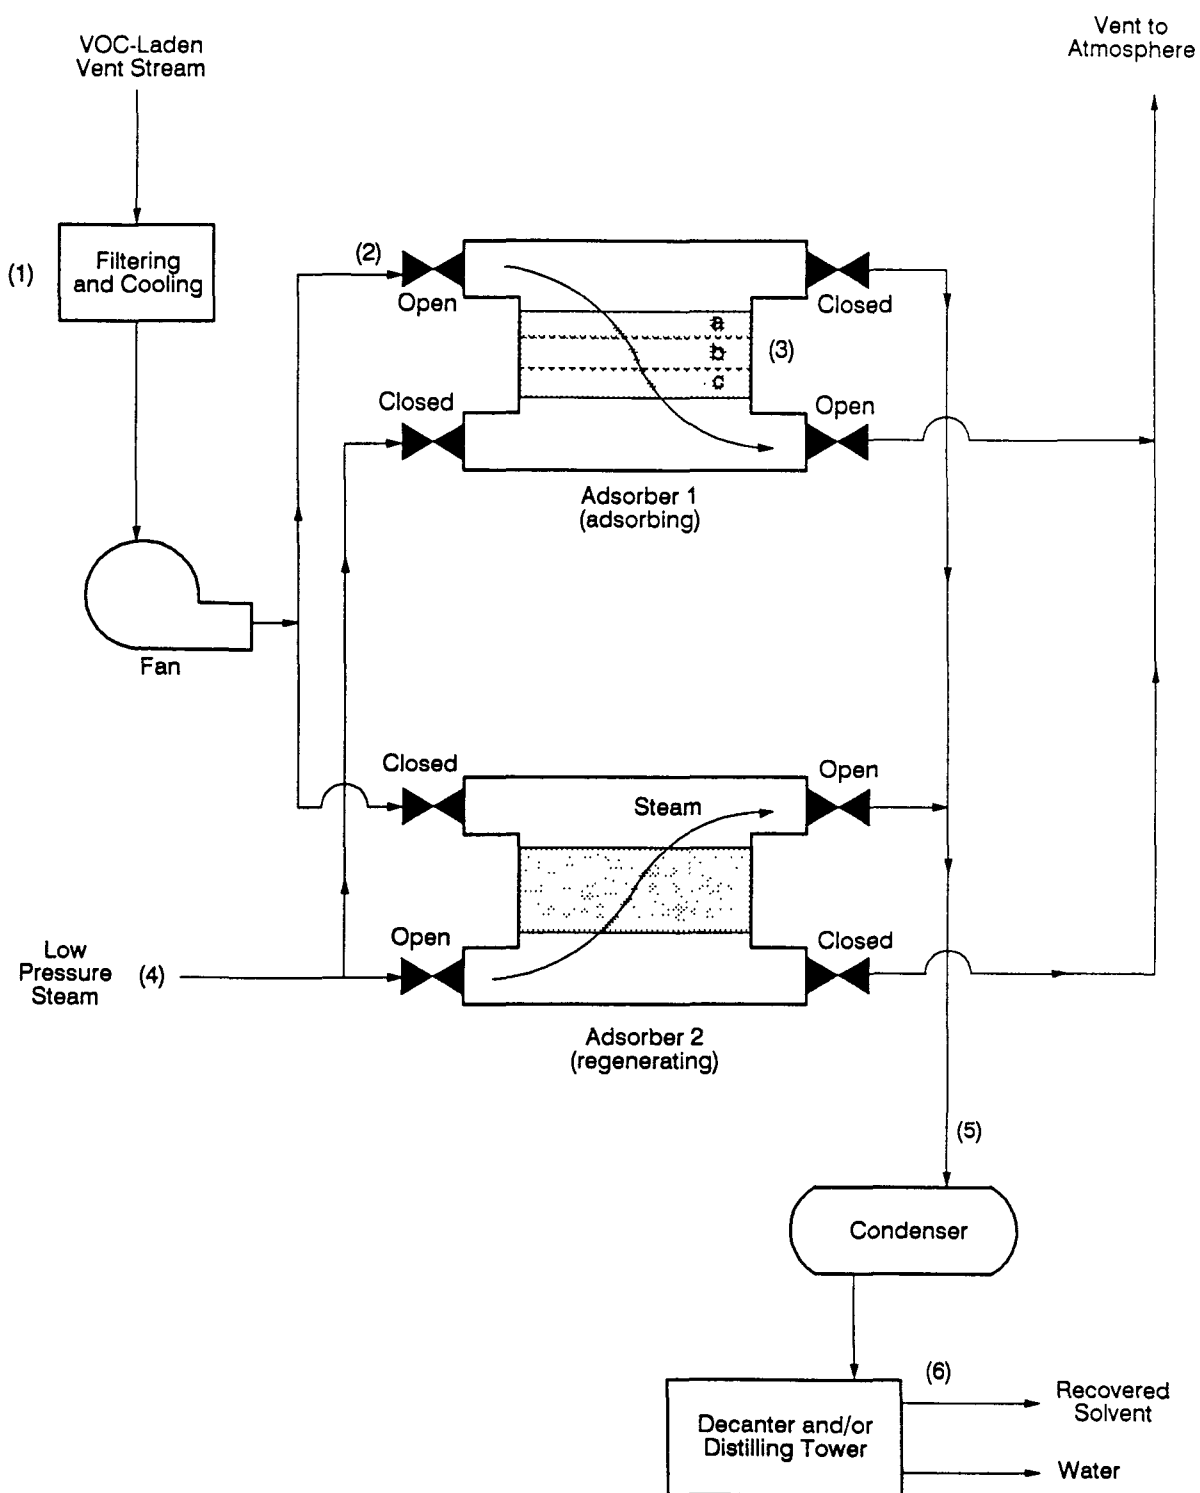 VOC-Laden
Vent Stream
Vent to
Atmosphere
(1)
Filtering
and Cooling
(2)
Open
Closed
a
b
c
(3)
Closed
Open
Adsorber 1
(adsorbing)
Fan
Closed
Open
Steam
Open
Closed
Low
Pressure
Steam
(4)
Adsorber 2
(regenerating)
(5)
Condenser
(6)
Decanter and/or
Distilling Tower
Recovered
Solvent
Water